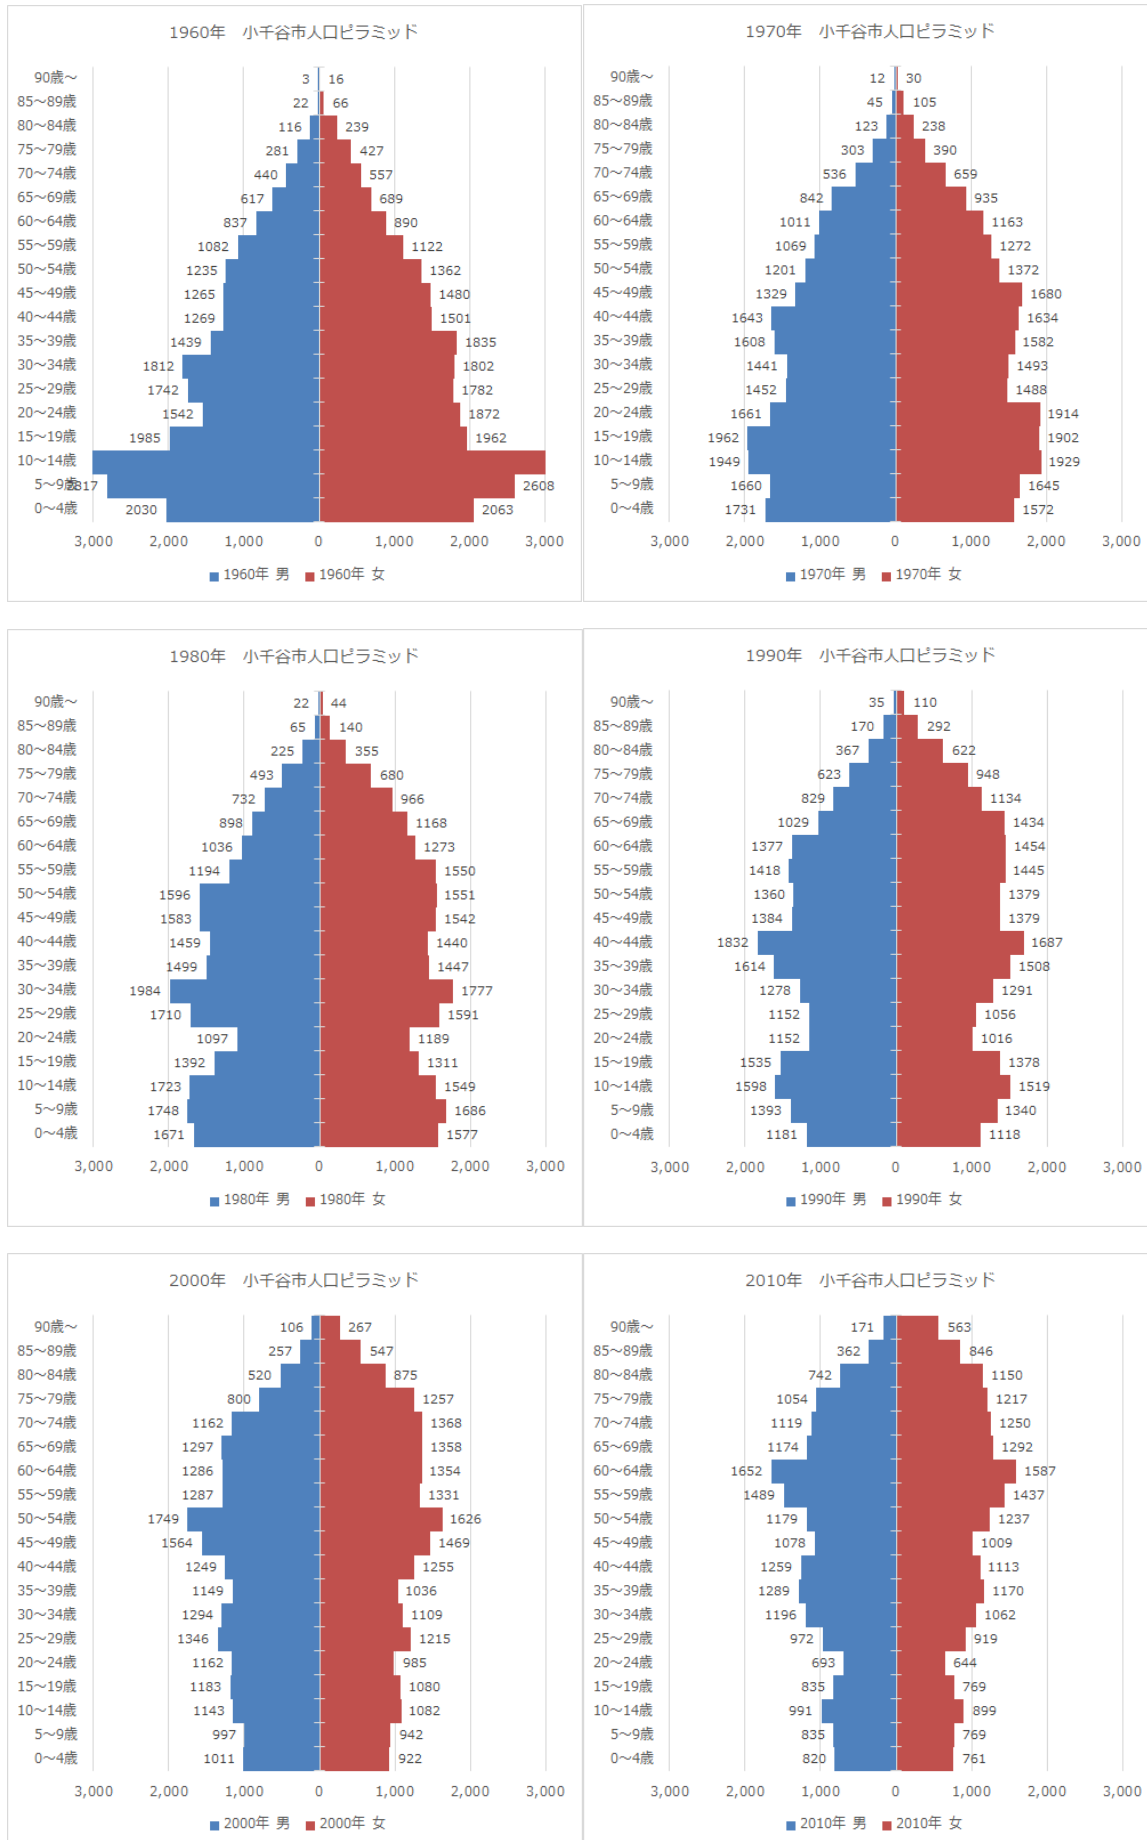 1960年 小千谷市人口ピラミッド
90歳～ 3 16
85～89歳 22 66
80～84歳 116 239
75～79歳 281 427
70～74歳 440 557
65～69歳 617 689
60～64歳 837 890
55～59歳 1082 1122
50～54歳 1235 1362
45～49歳 1265 1480
40～44歳 1269 1501
35～39歳 1439 1835
30～34歳 1812 1802
25～29歳 1742 1782
20～24歳 1542 1872
15～19歳 1985 1962
10～14歳
5～9歳 2817 2608
0～4歳 2030 2063
3,000 2,000 1,000 0 1,000 2,000 3,000
1960年 男 1960年 女
1970年 小千谷市人口ピラミッド
90歳～ 12 30
85～89歳 45 105
80～84歳 123 238
75～79歳 303 390
70～74歳 536 659
65～69歳 842 935
60～64歳 1011 1163
55～59歳 1069 1272
50～54歳 1201 1372
45～49歳 1329 1680
40～44歳 1643 1634
35～39歳 1608 1582
30～34歳 1441 1493
25～29歳 1452 1488
20～24歳 1661 1914
15～19歳 1962 1902
10～14歳 1949 1929
5～9歳 1660 1645
0～4歳 1731 1572
3,000 2,000 1,000 0 1,000 2,000 3,000
1970年 男 1970年 女
1980年 小千谷市人口ピラミッド
90歳～ 22 44
85～89歳 65 140
80～84歳 225 355
75～79歳 493 680
70～74歳 732 966
65～69歳 898 1168
60～64歳 1036 1273
55～59歳 1194 1550
50～54歳 1596 1551
45～49歳 1583 1542
40～44歳 1459 1440
35～39歳 1499 1447
30～34歳 1984 1777
25～29歳 1710 1591
20～24歳 1097 1189
15～19歳 1392 1311
10～14歳 1723 1549
5～9歳 1748 1686
0～4歳 1671 1577
3,000 2,000 1,000 0 1,000 2,000 3,000
1980年 男 1980年 女
1990年 小千谷市人口ピラミッド
90歳～ 35 110
85～89歳 170 292
80～84歳 367 622
75～79歳 623 948
70～74歳 829 1134
65～69歳 1029 1434
60～64歳 1377 1454
55～59歳 1418 1445
50～54歳 1360 1379
45～49歳 1384 1379
40～44歳 1832 1687
35～39歳 1614 1508
30～34歳 1278 1291
25～29歳 1152 1056
20～24歳 1152 1016
15～19歳 1535 1378
10～14歳 1598 1519
5～9歳 1393 1340
0～4歳 1181 1118
3,000 2,000 1,000 0 1,000 2,000 3,000
1990年 男 1990年 女
2000年 小千谷市人口ピラミッド
90歳～ 106 267
85～89歳 257 547
80～84歳 520 875
75～79歳 800 1257
70～74歳 1162 1368
65～69歳 1297 1358
60～64歳 1286 1354
55～59歳 1287 1331
50～54歳 1749 1626
45～49歳 1564 1469
40～44歳 1249 1255
35～39歳 1149 1036
30～34歳 1294 1109
25～29歳 1346 1215
20～24歳 1162 985
15～19歳 1183 1080
10～14歳 1143 1082
5～9歳 997 942
0～4歳 1011 922
3,000 2,000 1,000 0 1,000 2,000 3,000
2000年 男 2000年 女
2010年 小千谷市人口ピラミッド
90歳～ 171 563
85～89歳 362 846
80～84歳 742 1150
75～79歳 1054 1217
70～74歳 1119 1250
65～69歳 1174 1292
60～64歳 1652 1587
55～59歳 1489 1437
50～54歳 1179 1237
45～49歳 1078 1009
40～44歳 1259 1113
35～39歳 1289 1170
30～34歳 1196 1062
25～29歳 972 919
20～24歳 693 644
15～19歳 835 769
10～14歳 991 899
5～9歳 835 769
0～4歳 820 761
3,000 2,000 1,000 0 1,000 2,000 3,000
2010年 男 2010年 女